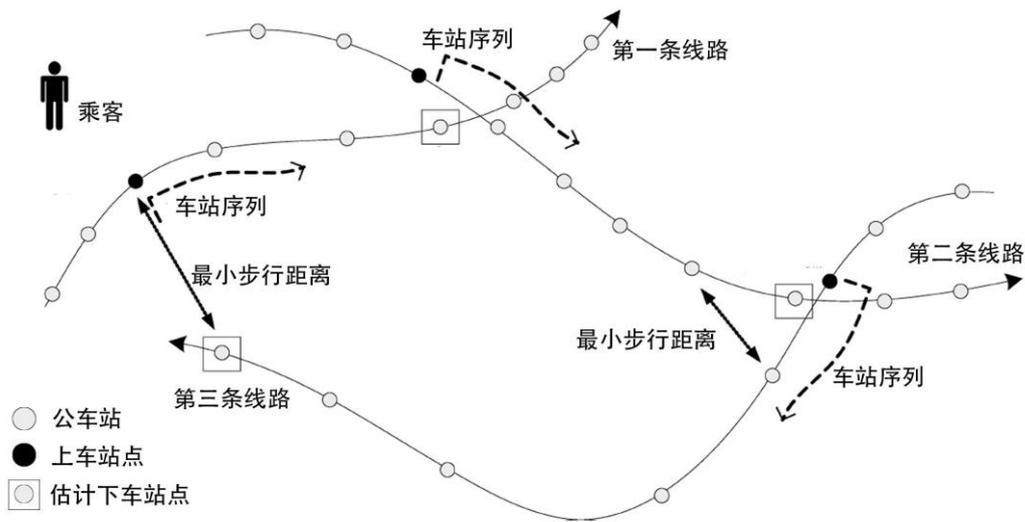 车站序列
第一条线路
乘客
车站序列
最小步行距离
第二条线路
最小步行距离
车站序列
第三条线路
公车站
上车站点
估计下车站点